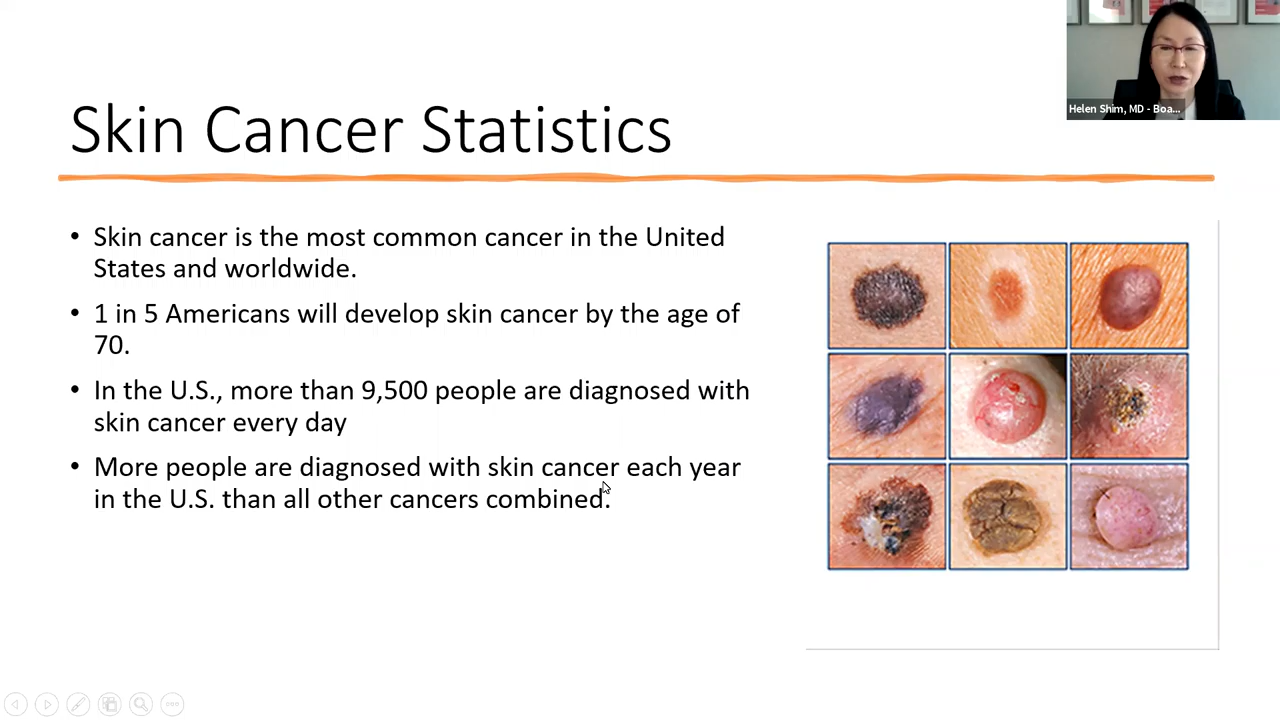 Helen Shim, MD - Boa...
Skin Cancer Statistics
• Skin cancer is the most common cancer in the United
States and worldwide.
• 1 in 5 Americans will develop skin cancer by the age of
70.
• In the U.S., more than 9,500 people are diagnosed with
skin cancer every day
• More people are diagnosed with skin cancer each year
in the U.S. than all other cancers combined.